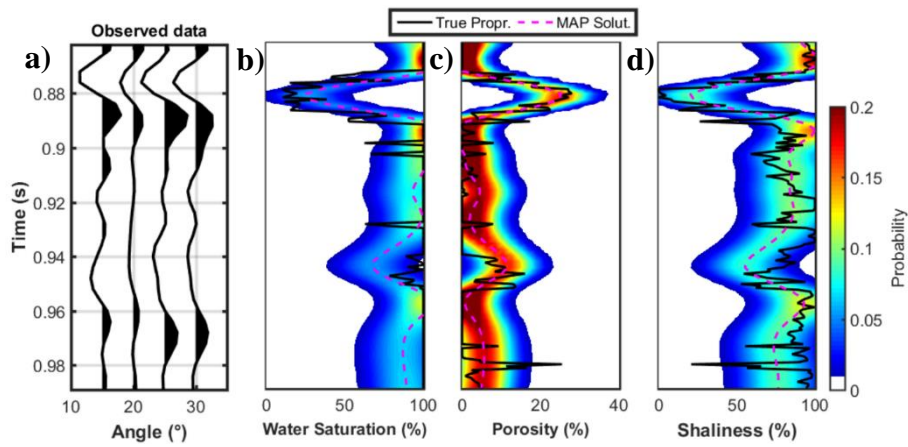 True Propr. MAP Solut.
Observed data
a) b) c) d)
0.88
0.9
0.92
0.94
0.96
0.98
Time (s)
10 20 30
Angle (°)
0 50 100
Water Saturation (%)
0 20 40
Porosity (%)
0 50 100
Shaliness (%)
0.2
0.15
0.1
0.05
0
Probability